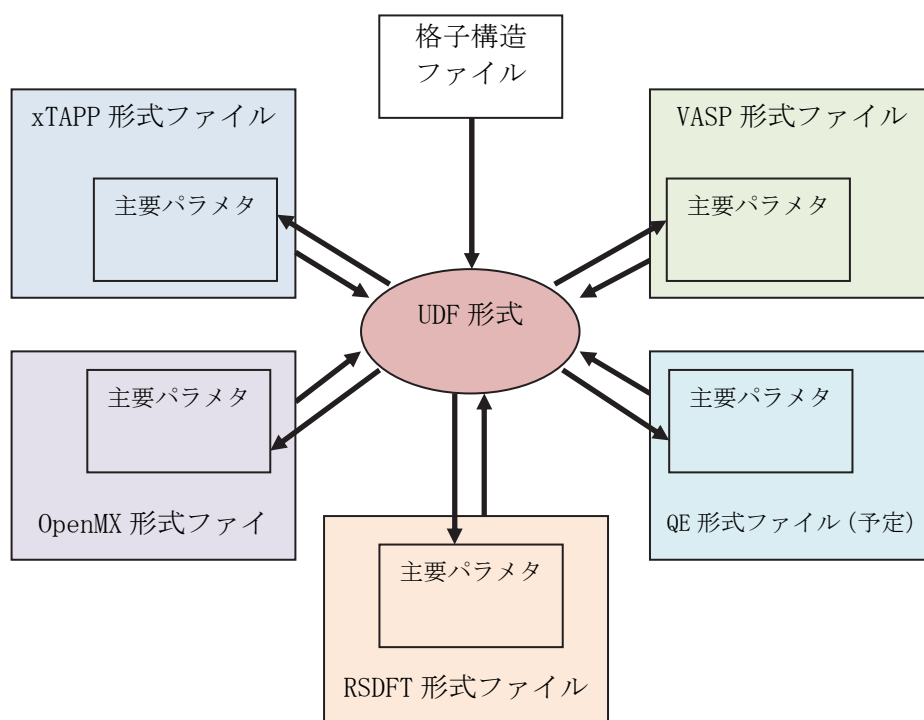 格子構造
ファイル
xTAPP 形式ファイル
主要パラメタ
VASP 形式ファイル
主要パラメタ
UDF 形式
主要パラメタ
OpenMX 形式ファイ
主要パラメタ
QE 形式ファイル(予定)
主要パラメタ
RSDFT 形式ファイル